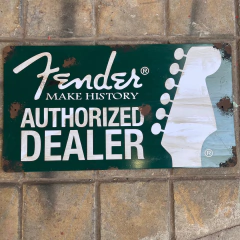 Fender®
MAKE HISTORY
AUTHORIZED
DEALER ®